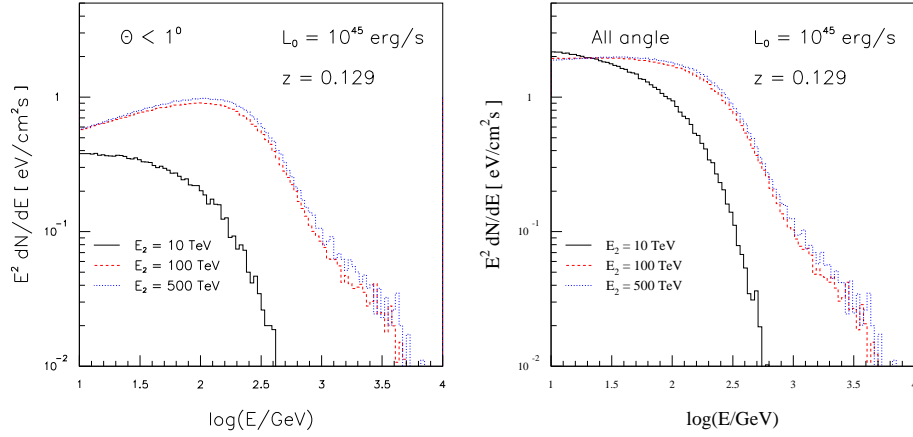 Θ < 1⁰
L₀ = 10⁴⁵ erg/s
z = 0.129
E² dN/dE [ eV/cm²s ]
1
10⁻¹
10⁻²
E₂ = 10 TeV
E₂ = 100 TeV
E₂ = 500 TeV
1 1.5 2 2.5 3 3.5 4
log(E/GeV)
All angle
L₀ = 10⁴⁵ erg/s
z = 0.129
E² dN/dE [ eV/cm² s ]
1
10⁻¹
10⁻²
E₂ = 10 TeV
E₂ = 100 TeV
E₂ = 500 TeV
1 1.5 2 2.5 3 3.5 4
log(E/GeV)